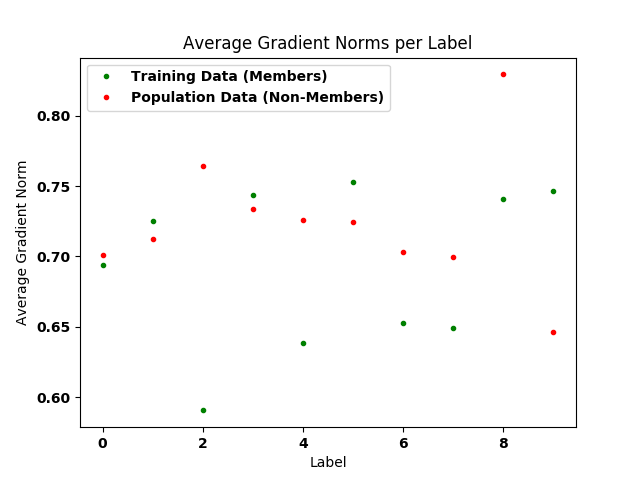 Average Gradient Norms per Label
Training Data (Members)
Population Data (Non-Members)
0.80
0.75
0.70
0.65
0.60
Average Gradient Norm
0 2 4 6 8
Label